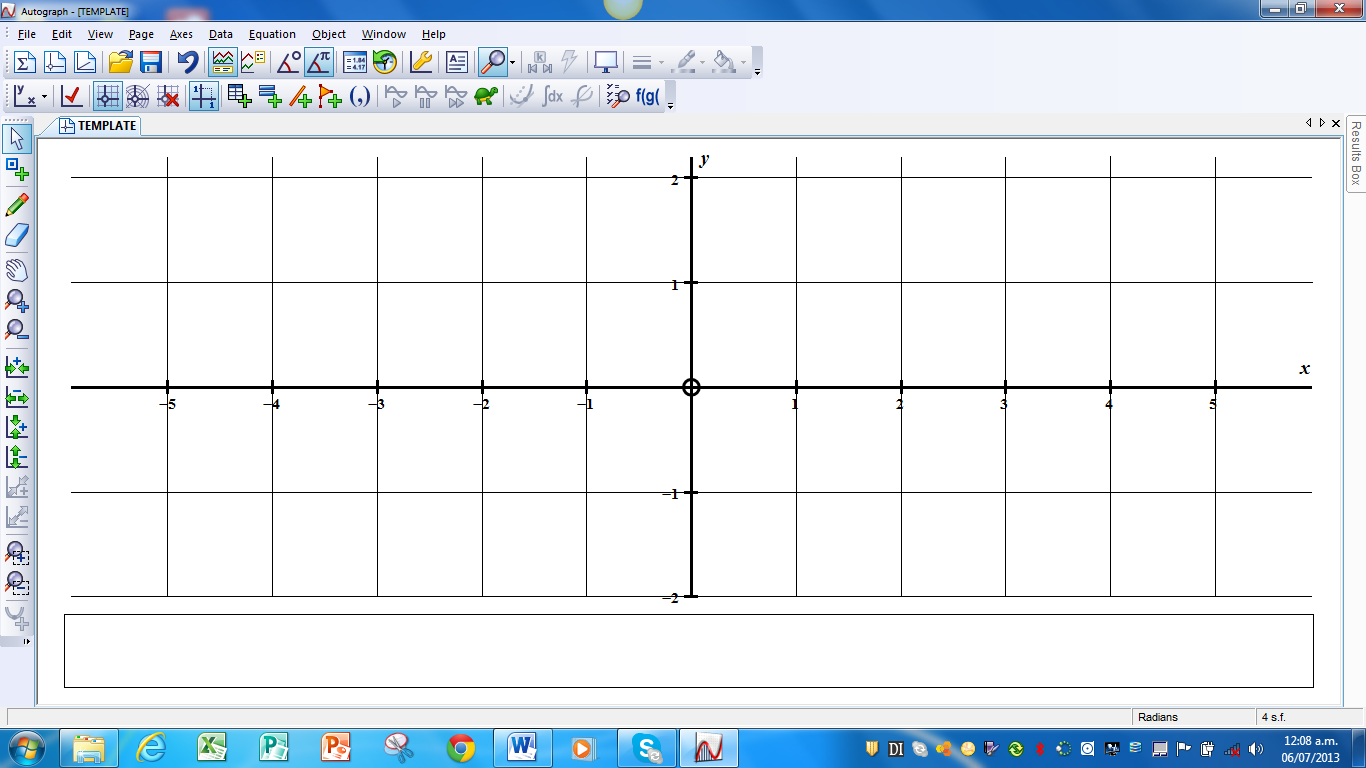 Autograph - [TEMPLATE]
File Edit View Page Axes Data Equation Object Window Help
TEMPLATE
Results Box
y
2
1
x
−5 −4 −3 −2 −1 1 2 3 4 5
−1
−2
Radians 4 s.f.
DI
12:08 a.m.
06/07/2013